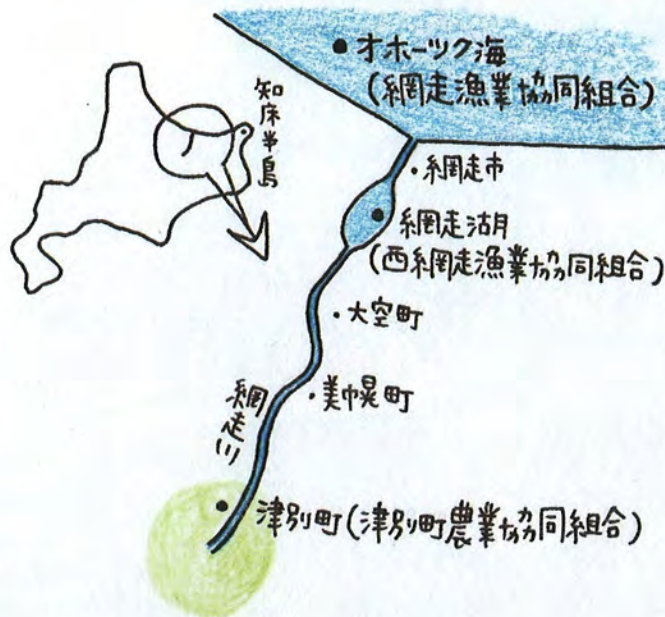 オホーツク海
(網走漁業協同組合)
知床半島
網走市
網走湖
(西網走漁業協同組合)
大空町
美幌町
網走川
津別町(津別町農業協同組合)